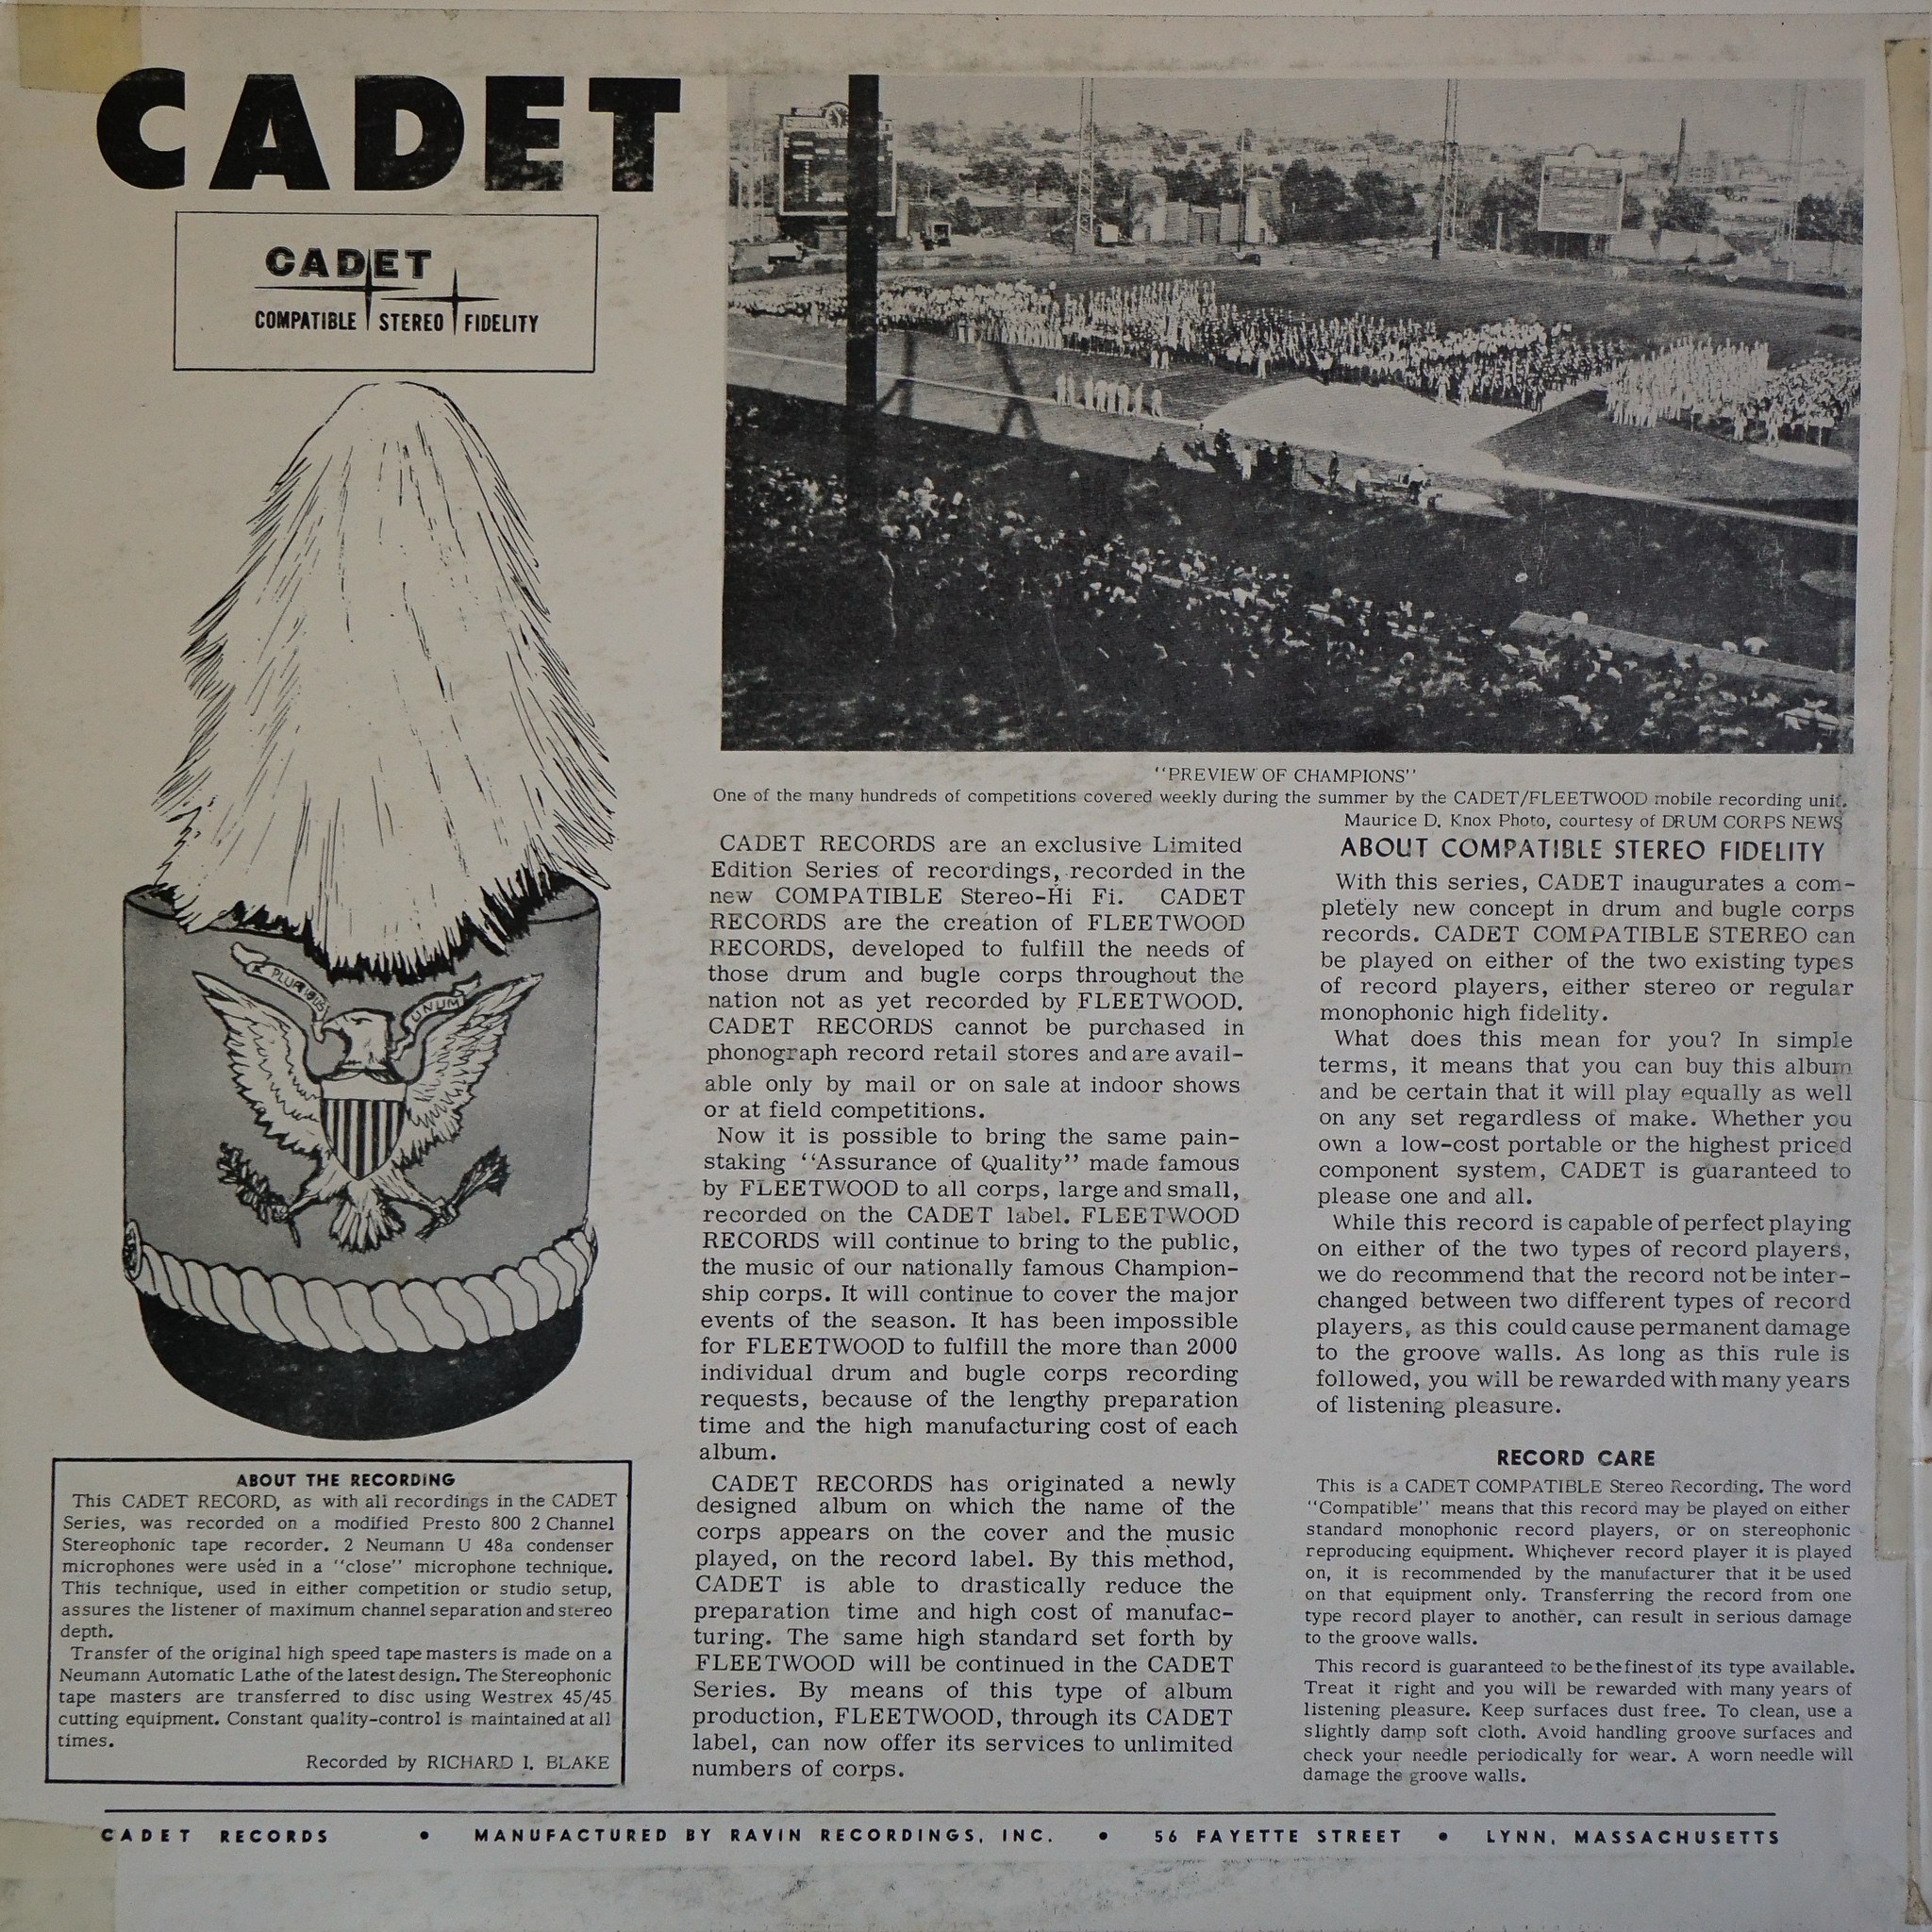 CADET
CADET
COMPATIBLE STEREO FIDELITY
PLURIBUS
UNUM
ABOUT THE RECORDING
This CADET RECORD, as with all recordings in the CADET
Series, was recorded on a modified Presto 800 2 Channel
Stereophonic tape recorder. 2 Neumann U 48a condenser
microphones were used in a "close" microphone technique.
This technique, used in either competition or studio setup,
assures the listener of maximum channel separation and stereo
depth.
Transfer of the original high speed tape masters is made on a
Neumann Automatic Lathe of the latest design. The Stereophonic
tape masters are transferred to disc using Westrex 45/45
cutting equipment. Constant quality-control is maintained at all
times.
Recorded by RICHARD I. BLAKE
"PREVIEW OF CHAMPIONS"
One of the many hundreds of competitions covered weekly during the summer by the CADET/FLEETWOOD mobile recording unit.
Maurice D. Knox Photo, courtesy of DRUM CORPS NEWS
CADET RECORDS are an exclusive Limited
Edition Series of recordings, recorded in the
new COMPATIBLE Stereo-Hi Fi. CADET
RECORDS are the creation of FLEETWOOD
RECORDS, developed to fulfill the needs of
those drum and bugle corps throughout the
nation not as yet recorded by FLEETWOOD.
CADET RECORDS cannot be purchased in
phonograph record retail stores and are avail-
able only by mail or on sale at indoor shows
or at field competitions.
Now it is possible to bring the same pain-
staking "Assurance of Quality" made famous
by FLEETWOOD to all corps, large and small,
recorded on the CADET label. FLEETWOOD
RECORDS will continue to bring to the public,
the music of our nationally famous Champion-
ship corps. It will continue to cover the major
events of the season. It has been impossible
for FLEETWOOD to fulfill the more than 2000
individual drum and bugle corps recording
requests, because of the lengthy preparation
time and the high manufacturing cost of each
album.
CADET RECORDS has originated a newly
designed album on which the name of the
corps appears on the cover and the music
played, on the record label. By this method,
CADET is able to drastically reduce the
preparation time and high cost of manufac-
turing. The same high standard set forth by
FLEETWOOD will be continued in the CADET
Series. By means of this type of album
production, FLEETWOOD, through its CADET
label, can now offer its services to unlimited
numbers of corps.
ABOUT COMPATIBLE STEREO FIDELITY
With this series, CADET inaugurates a com-
pletely new concept in drum and bugle corps
records. CADET COMPATIBLE STEREO can
be played on either of the two existing types
of record players, either stereo or regular
monophonic high fidelity.
What does this mean for you? In simple
terms, it means that you can buy this album
and be certain that it will play equally as well
on any set regardless of make. Whether you
own a low-cost portable or the highest priced
component system, CADET is guaranteed to
please one and all.
While this record is capable of perfect playing
on either of the two types of record players,
we do recommend that the record not be inter-
changed between two different types of record
players, as this could cause permanent damage
to the groove walls. As long as this rule is
followed, you will be rewarded with many years
of listening pleasure.
RECORD CARE
This is a CADET COMPATIBLE Stereo Recording. The word
"Compatible" means that this record may be played on either
standard monophonic record players, or on stereophonic
reproducing equipment. Whichever record player it is played
on, it is recommended by the manufacturer that it be used
on that equipment only. Transferring the record from one
type record player to another, can result in serious damage
to the groove walls.
This record is guaranteed to be the finest of its type available.
Treat it right and you will be rewarded with many years of
listening pleasure. Keep surfaces dust free. To clean, use a
slightly damp soft cloth. Avoid handling groove surfaces and
check your needle periodically for wear. A worn needle will
damage the groove walls.
CADET RECORDS • MANUFACTURED BY RAVIN RECORDINGS, INC. • 56 FAYETTE STREET • LYNN, MASSACHUSETTS